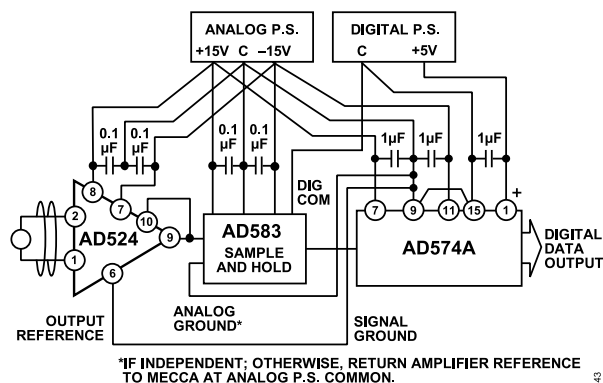 ANALOG P.S.
+15V C –15V
DIGITAL P.S.
C +5V
0.1 µF
0.1 µF
0.1 µF
0.1 µF
1µF
1µF
1µF
8
7
10
2
1
9
6
AD524
DIG COM
AD583
SAMPLE AND HOLD
7
9
11
15
1
+
AD574A
DIGITAL DATA OUTPUT
OUTPUT REFERENCE
ANALOG GROUND*
SIGNAL GROUND
*IF INDEPENDENT; OTHERWISE, RETURN AMPLIFIER REFERENCE
TO MECCA AT ANALOG P.S. COMMON.
43